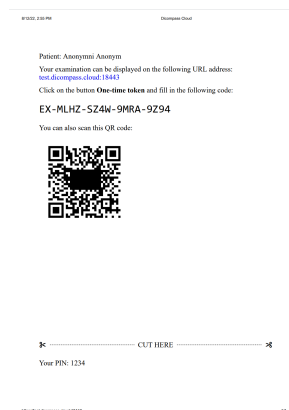 8/10/22, 2:55 PM Dicompass Cloud
Patient: Anonymni Anonym
Your examination can be displayed on the following URL address:
test.dicompass.cloud:18443
Click on the button One-time token and fill in the following code:
EX-MLHZ-SZ4W-9MRA-9Z94
You can also scan this QR code:
CUT HERE
Your PIN: 1234